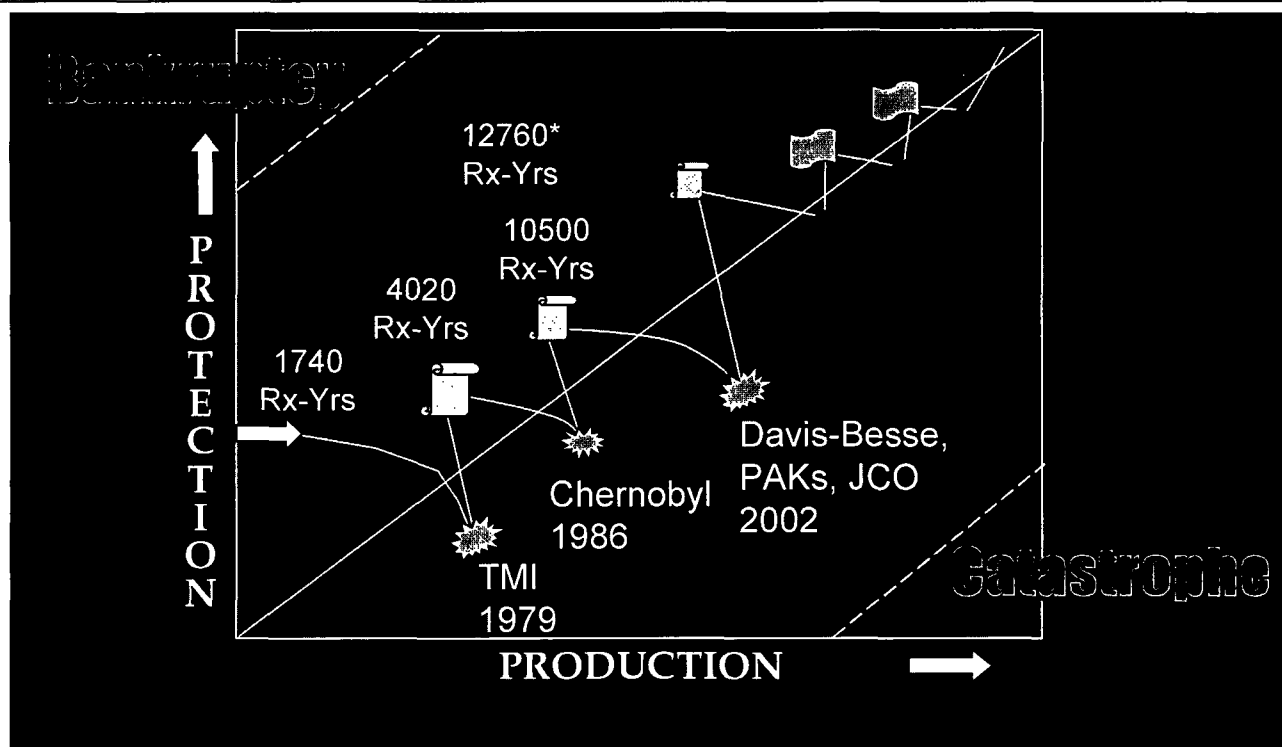 Bankruptcy
12760*
Rx-Yrs
10500
Rx-Yrs
4020
Rx-Yrs
1740
Rx-Yrs
PROTECTION
Davis-Besse,
PAKs, JCO
2002
Chernobyl
1986
TMI
1979
Catastrophe
PRODUCTION